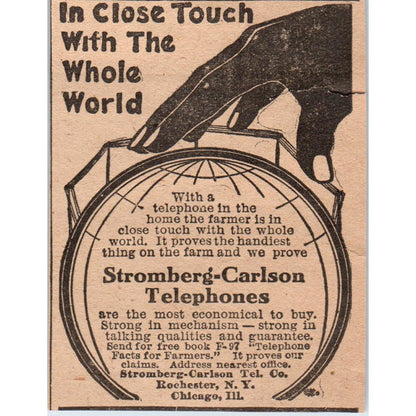 In Close Touch
With The
Whole
World
With a
telephone in the
home the farmer is in
close touch with the whole
world. It proves the handiest
thing on the farm and we prove
Stromberg-Carlson
Telephones
are the most economical to buy.
Strong in mechanism — strong in
talking qualities and guarantee.
Send for free book F-97 "Telephone
Facts for Farmers." It proves our
claims. Address nearest office.
Stromberg-Carlson Tel. Co.
Rochester, N. Y.
Chicago, Ill.